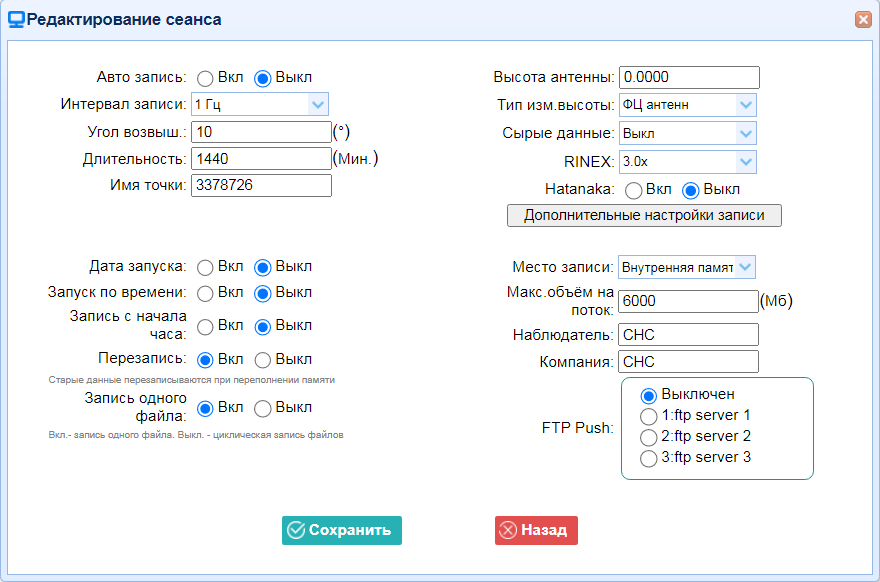 Редактирование сеанса
Авто запись: Вкл Выкл
Интервал записи: 1 Гц
Угол возвыш.: 10 (°)
Длительность: 1440 (Мин.)
Имя точки: 3378726
Высота антенны: 0.0000
Тип изм.высоты: ФЦ антенн
Сырые данные: Выкл
RINEX: 3.0x
Hatanaka: Вкл Выкл
Дополнительные настройки записи
Дата запуска: Вкл Выкл
Запуск по времени: Вкл Выкл
Запись с начала
часа: Вкл Выкл
Перезапись: Вкл Выкл
Старые данные перезаписываются при переполнении памяти
Запись одного
файла: Вкл Выкл
Вкл.- запись одного файла. Выкл. - циклическая запись файлов
Место записи: Внутренняя памят
Макс.объём на
поток: 6000 (Мб)
Наблюдатель: CHC
Компания: CHC
FTP Push:
Выключен
1:ftp server 1
2:ftp server 2
3:ftp server 3
Сохранить
Назад